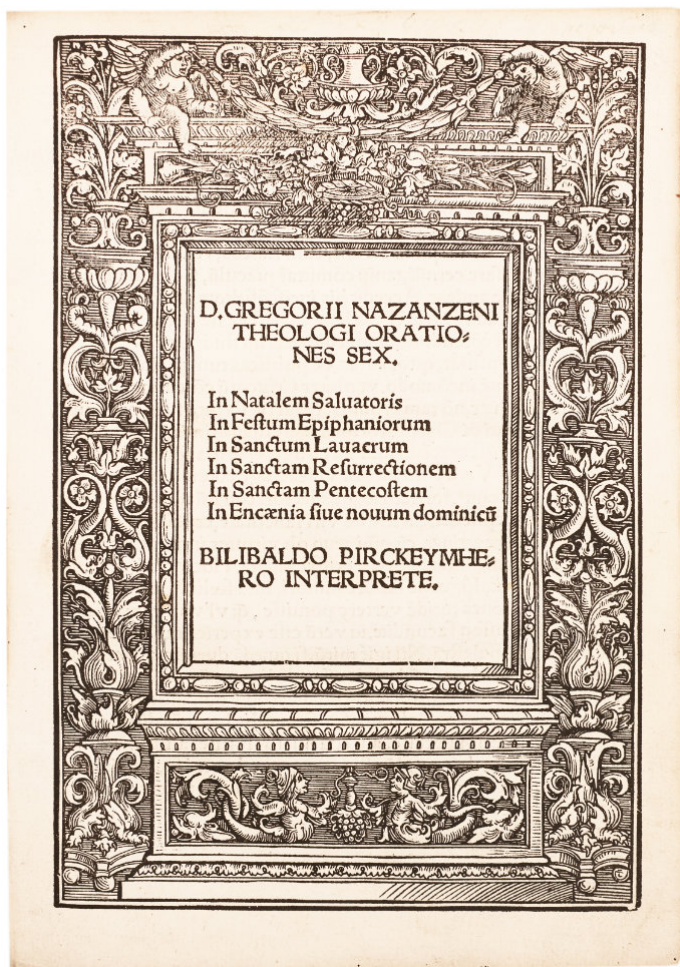 D. GREGORII NAZANZENI
THEOLOGI ORATIO⸗
NES SEX.
In Natalem Saluatoris
In Festum Epiphaniorum
In Sanctum Lauacrum
In Sanctam Resurrectionem
In Sanctam Pentecostem
In Encænia siue nouum dominicũ
BILIBALDO PIRCKEYMHE⸗
RO INTERPRETE.